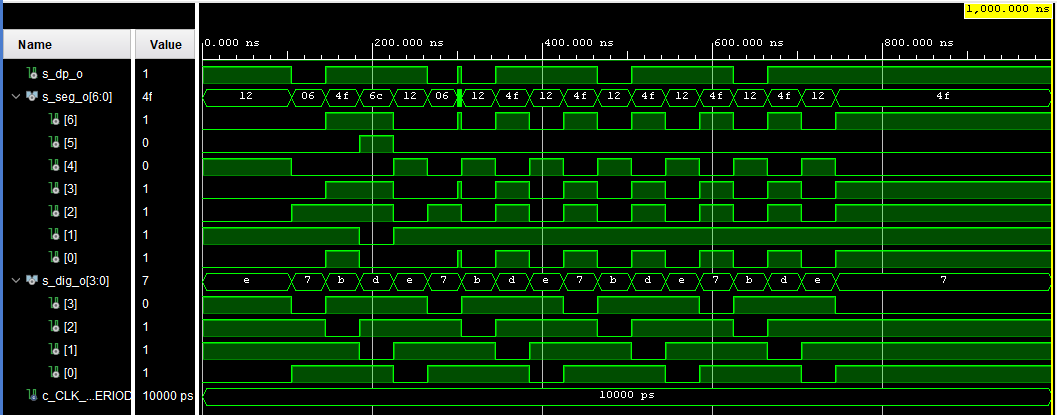 1,000.000 ns
Name Value
0.000 ns 200.000 ns 400.000 ns 600.000 ns 800.000 ns
s_dp_o 1
s_seg_o[6:0] 4f 12 06 4f 6c 12 06 12 4f 12 4f 12 4f 12 4f 12 4f 12 4f
[6] 1
[5] 0
[4] 0
[3] 1
[2] 1
[1] 1
[0] 1
s_dig_o[3:0] 7 e 7 b d e 7 b d e 7 b d e 7 b d e 7
[3] 0
[2] 1
[1] 1
[0] 1
c_CLK_...ERIOD 10000 ps 10000 ps